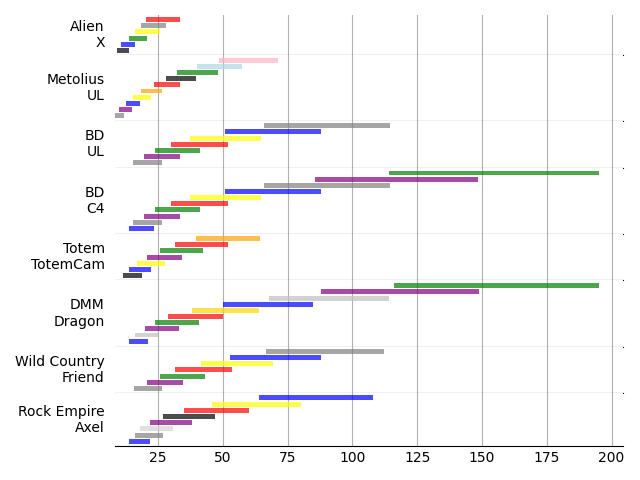 Alien
X
Metolius
UL
BD
UL
BD
C4
Totem
TotemCam
DMM
Dragon
Wild Country
Friend
Rock Empire
Axel
25 50 75 100 125 150 175 200